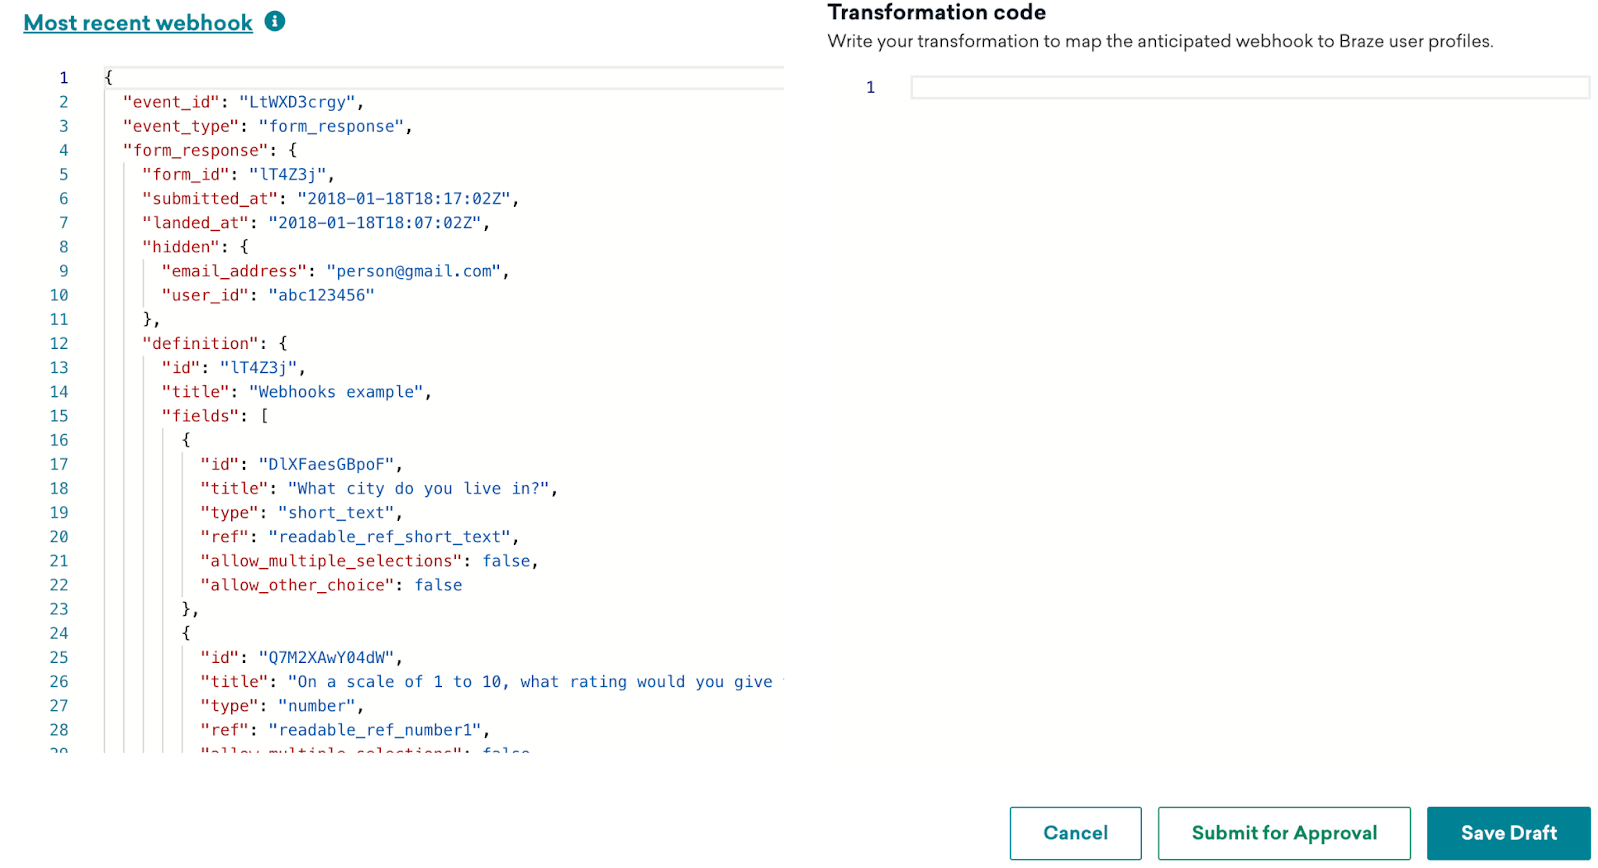 Most recent webhook
1 {
2 "event_id": "LtWXD3crgy",
3 "event_type": "form_response",
4 "form_response": {
5 "form_id": "lT4Z3j",
6 "submitted_at": "2018-01-18T18:17:02Z",
7 "landed_at": "2018-01-18T18:07:02Z",
8 "hidden": {
9 "email_address": "person@gmail.com",
10 "user_id": "abc123456"
11 },
12 "definition": {
13 "id": "lT4Z3j",
14 "title": "Webhooks example",
15 "fields": [
16 {
17 "id": "DlXFaesGBpoF",
18 "title": "What city do you live in?",
19 "type": "short_text",
20 "ref": "readable_ref_short_text",
21 "allow_multiple_selections": false,
22 "allow_other_choice": false
23 },
24 {
25 "id": "Q7M2XAwY04dW",
26 "title": "On a scale of 1 to 10, what rating would you give
27 "type": "number",
28 "ref": "readable_ref_number1",
29 "allow_multiple_selections": false
Transformation code
Write your transformation to map the anticipated webhook to Braze user profiles.
1
Cancel
Submit for Approval
Save Draft